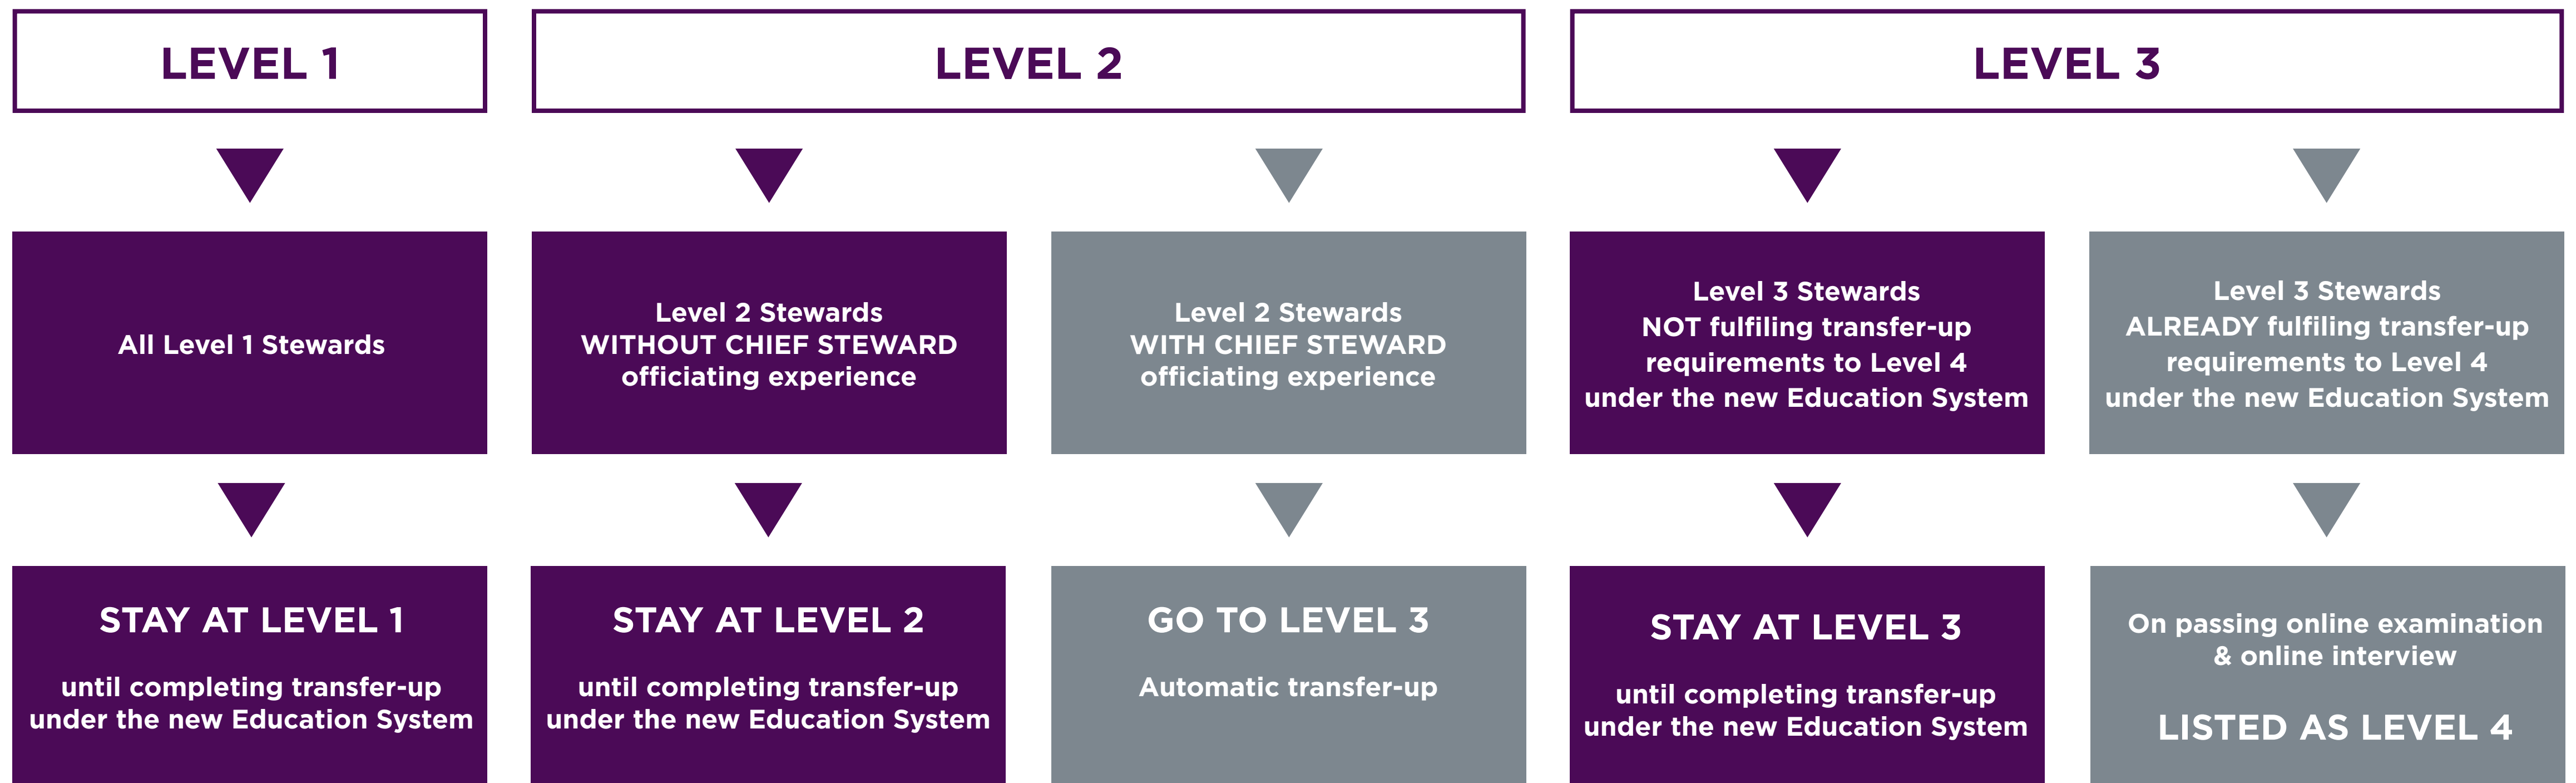 LEVEL 1
LEVEL 2
LEVEL 3
All Level 1 Stewards
Level 2 Stewards
WITHOUT CHIEF STEWARD
officiating experience
Level 2 Stewards
WITH CHIEF STEWARD
officiating experience
Level 3 Stewards
NOT fulfiling transfer-up
requirements to Level 4
under the new Education System
Level 3 Stewards
ALREADY fulfiling transfer-up
requirements to Level 4
under the new Education System
STAY AT LEVEL 1
until completing transfer-up
under the new Education System
STAY AT LEVEL 2
until completing transfer-up
under the new Education System
GO TO LEVEL 3
Automatic transfer-up
STAY AT LEVEL 3
until completing transfer-up
under the new Education System
On passing online examination
& online interview
LISTED AS LEVEL 4